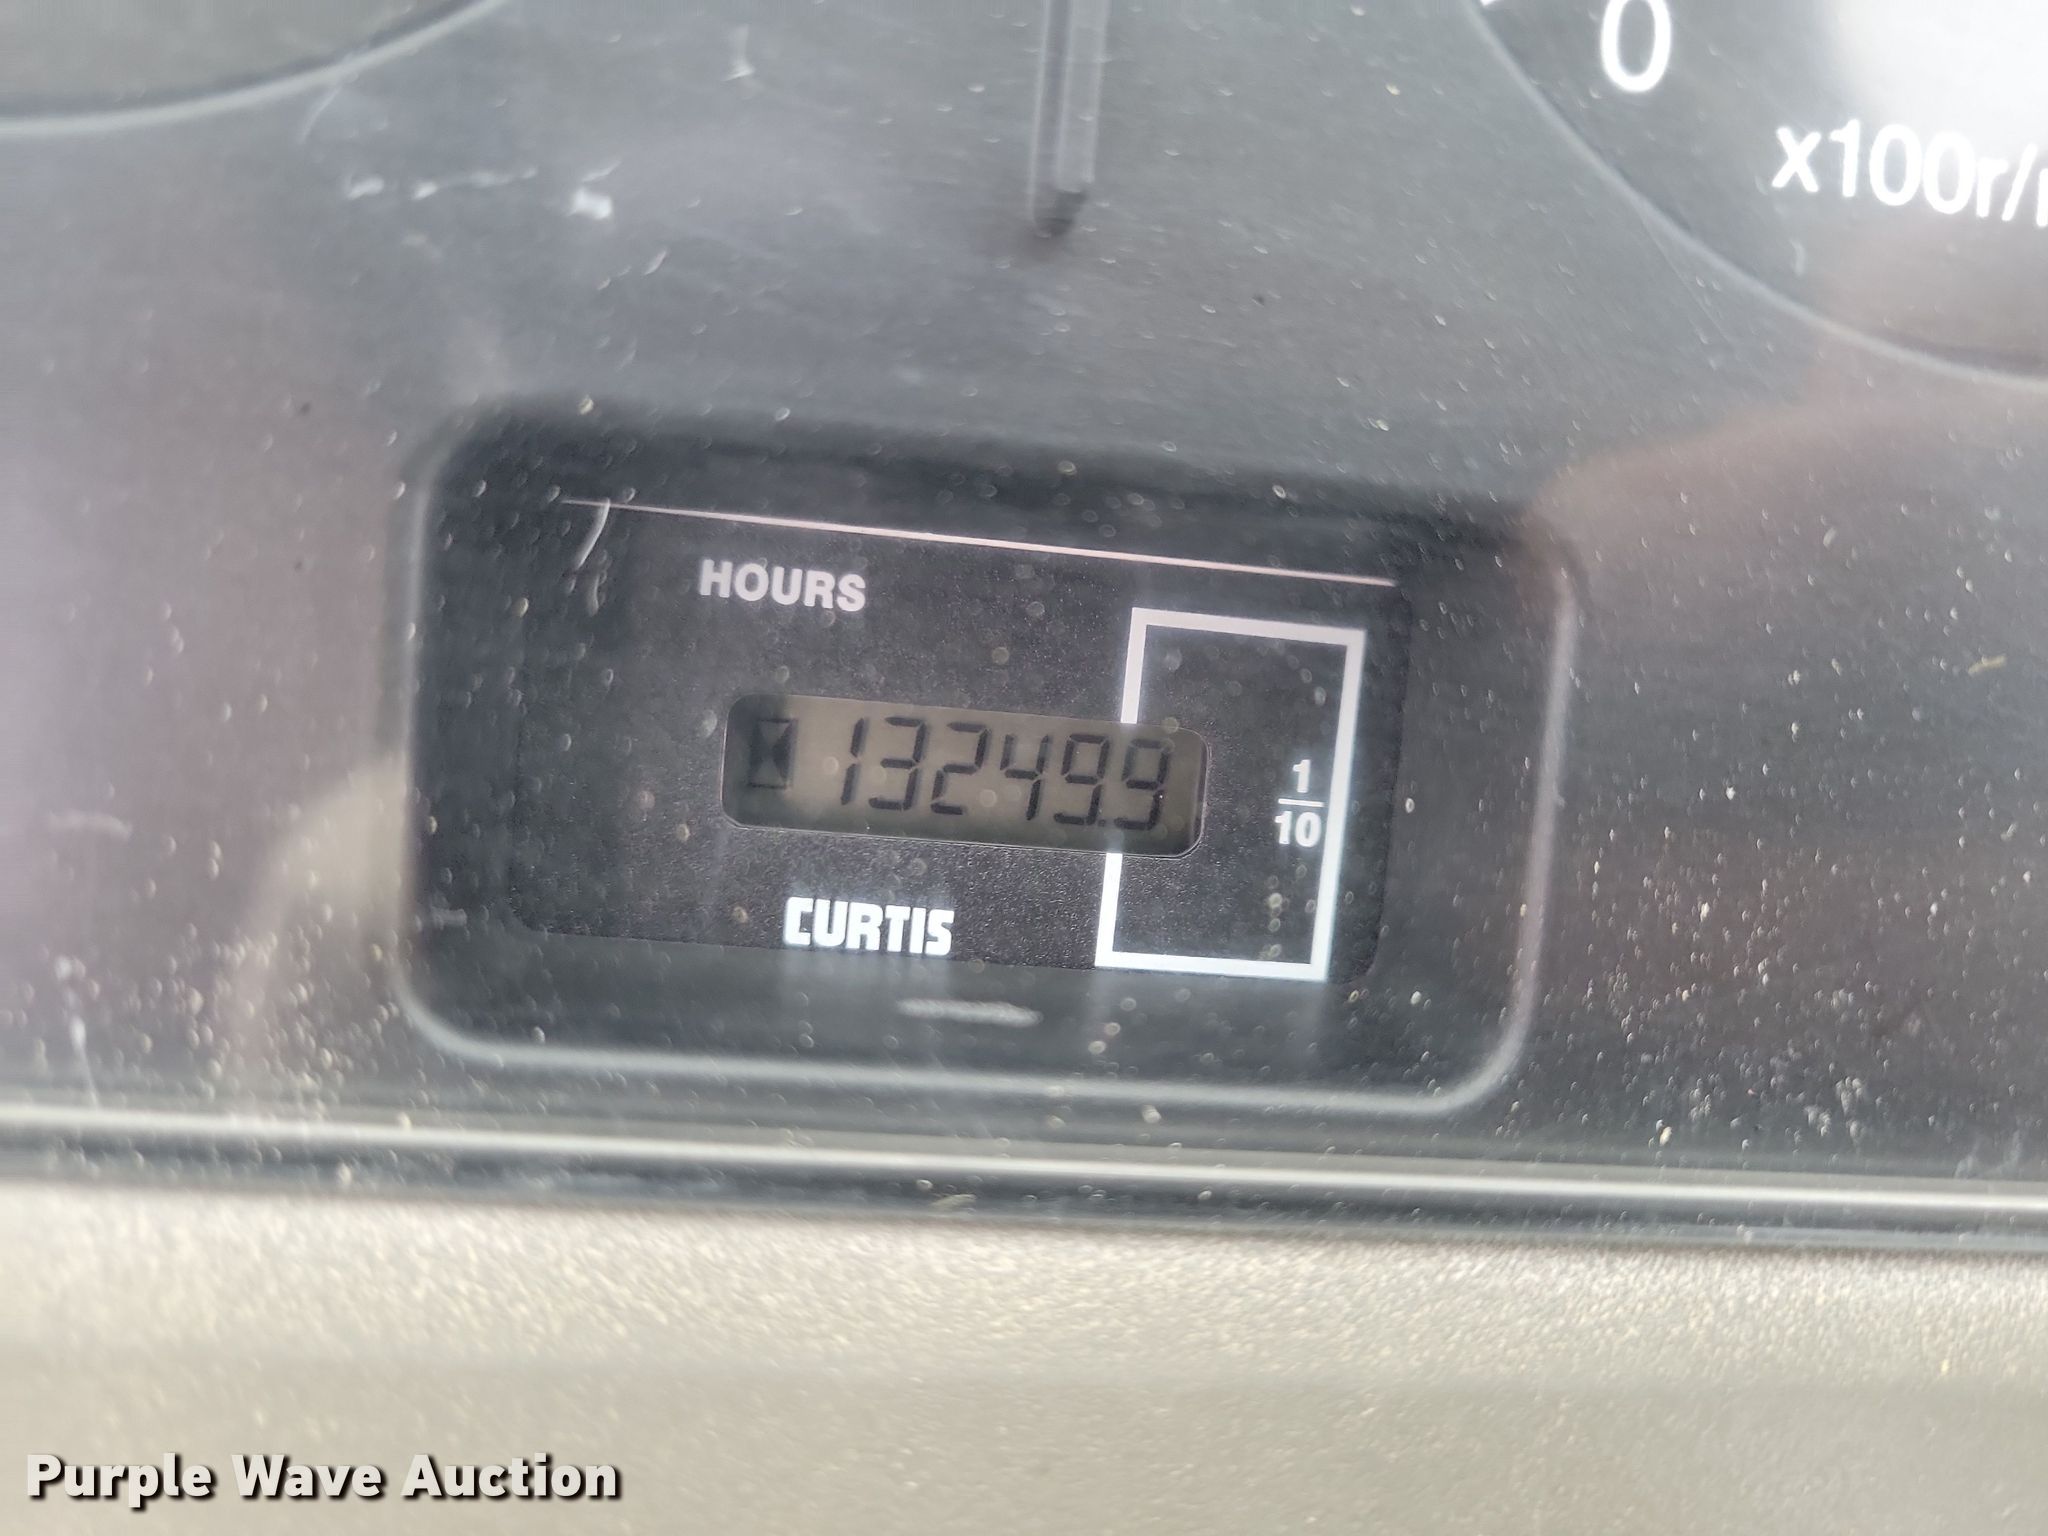 0
x100r/
HOURS
13249.9
1
10
CURTIS
Purple Wave Auction